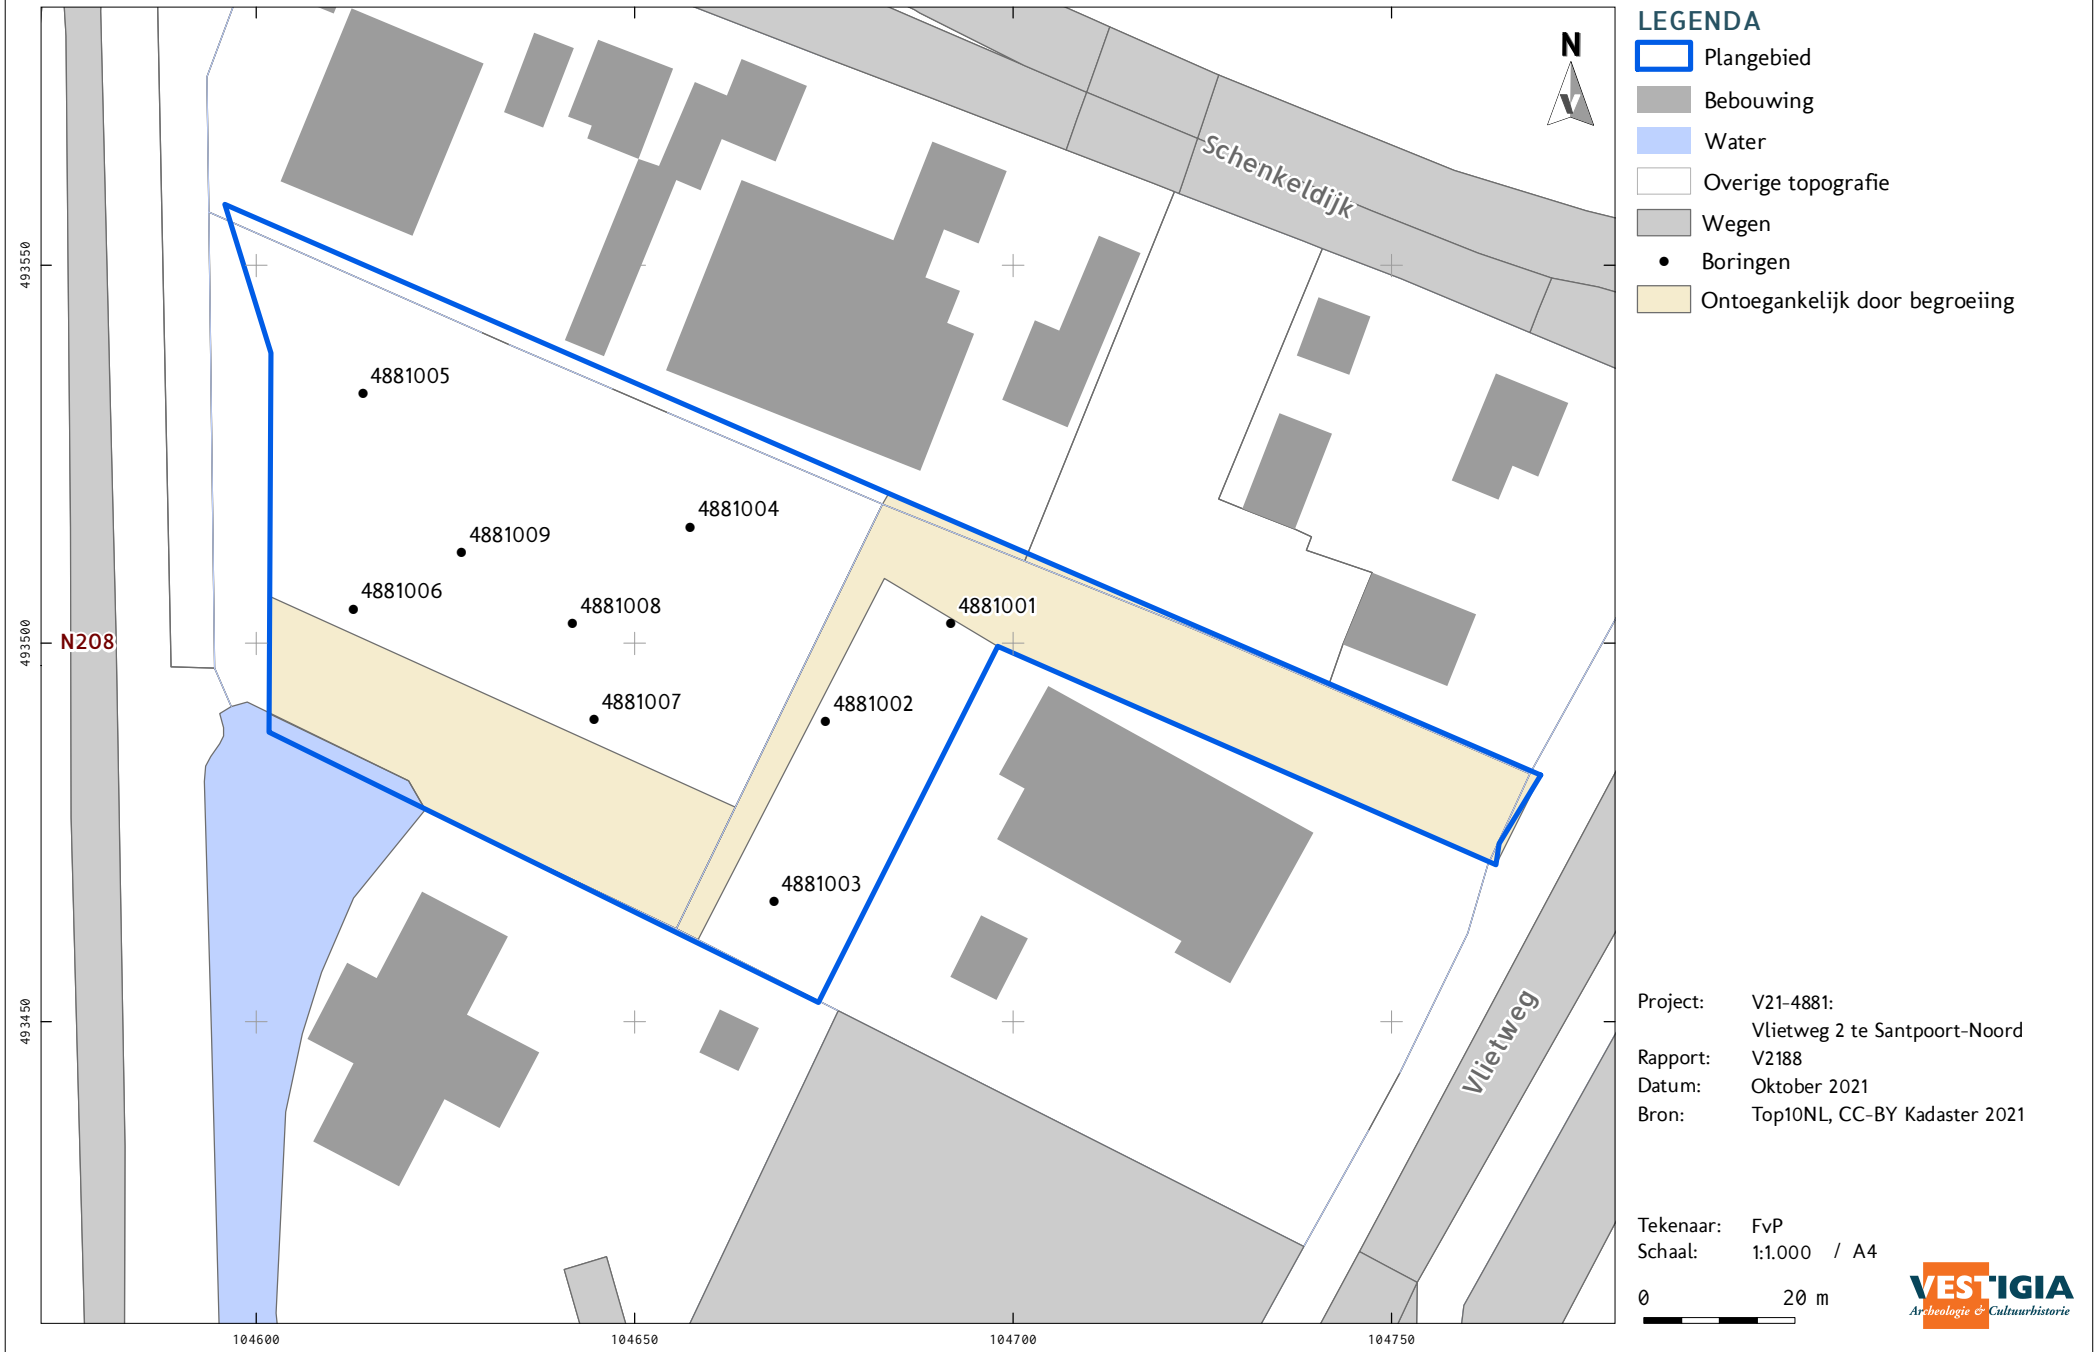 LEGENDA
Plangebied
Bebouwing
Water
Overige topografie
Wegen
Boringen
Ontoegankelijk door begroeiing
N
V
Schenkeldijk
493550
4881005
4881004
4881009
4881006
4881008
4881001
493500
N208
4881007
4881002
4881003
493450
Vlietweg
Project: V21-4881:
Vlietweg 2 te Santpoort-Noord
Rapport: V2188
Datum: Oktober 2021
Bron: Top10NL, CC-BY Kadaster 2021
Tekenaar: FvP
Schaal: 1:1.000 / A4
0 20 m
VESTIGIA
Archeologie & Cultuurhistorie
104600 104650 104700 104750